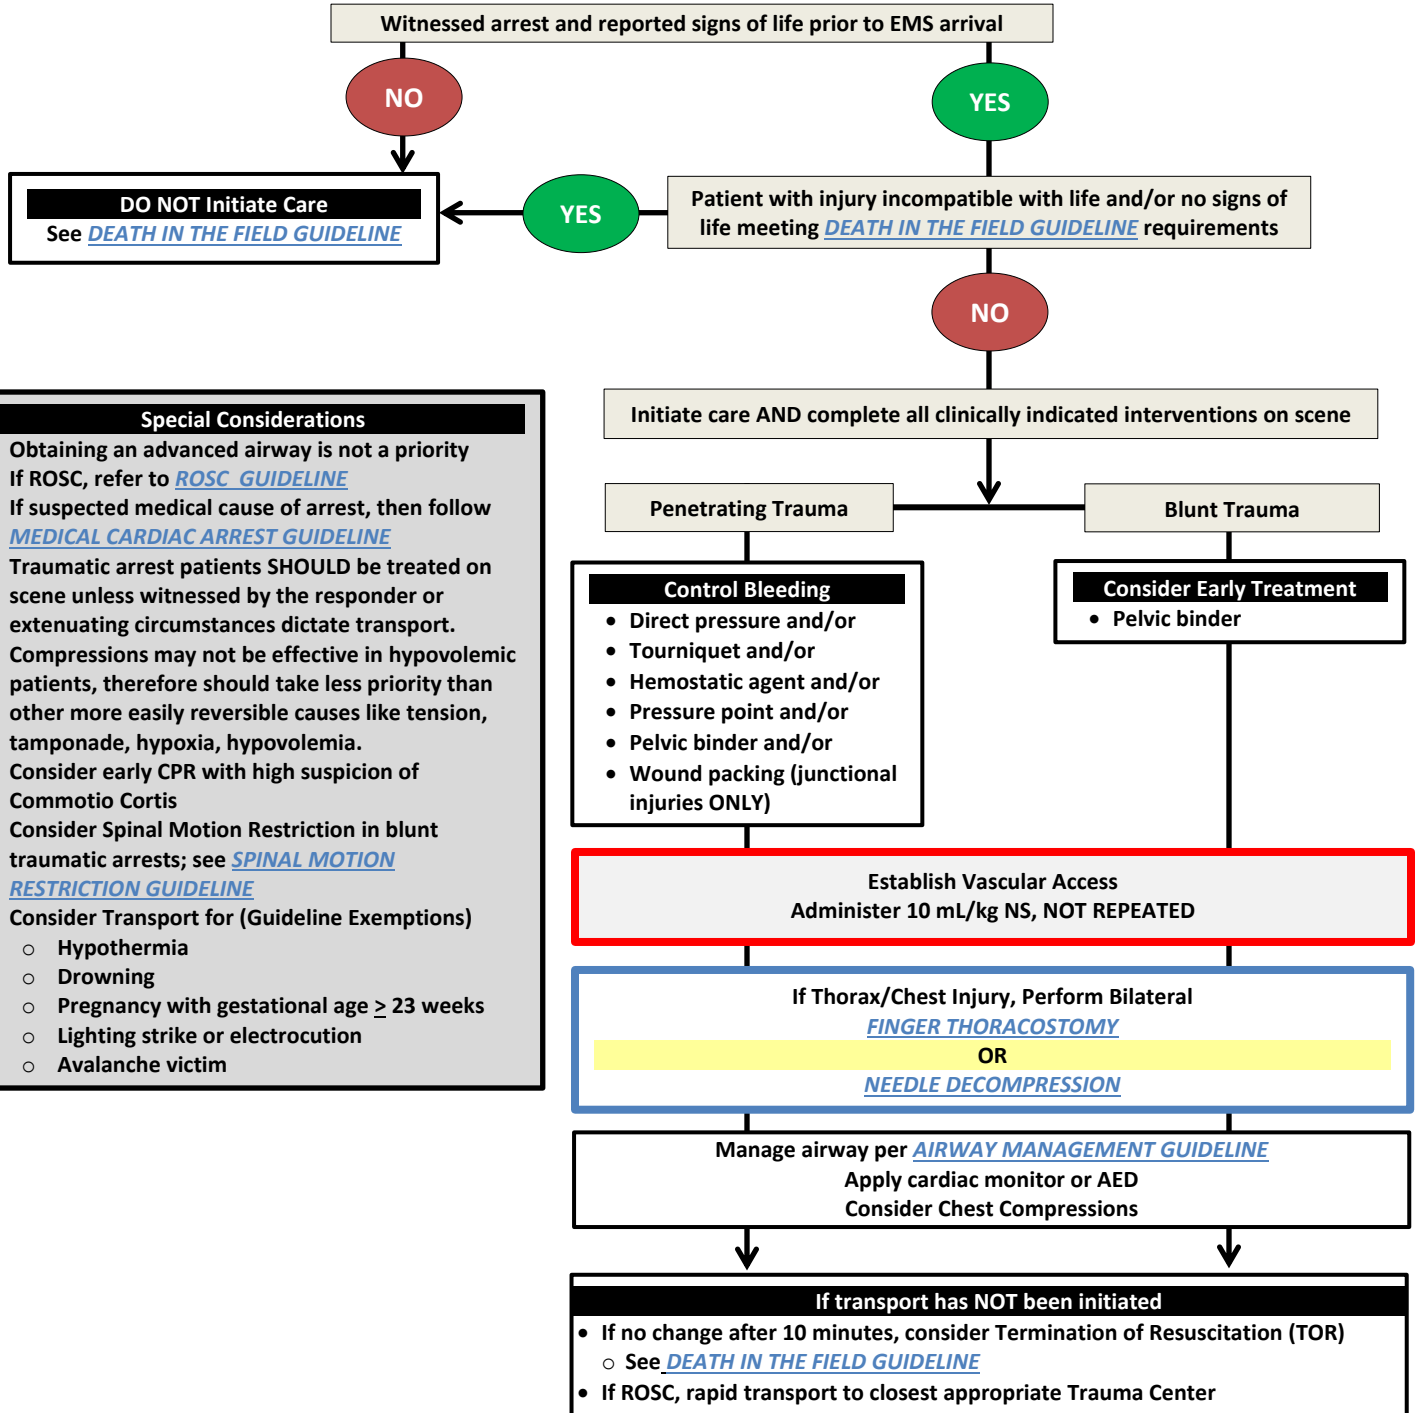 Witnessed arrest and reported signs of life prior to EMS arrival
NO
YES
DO NOT Initiate Care
See DEATH IN THE FIELD GUIDELINE
YES
Patient with injury incompatible with life and/or no signs of
life meeting DEATH IN THE FIELD GUIDELINE requirements
NO
Initiate care AND complete all clinically indicated interventions on scene
Special Considerations
Obtaining an advanced airway is not a priority
If ROSC, refer to ROSC GUIDELINE
If suspected medical cause of arrest, then follow
MEDICAL CARDIAC ARREST GUIDELINE
Traumatic arrest patients SHOULD be treated on
scene unless witnessed by the responder or
extenuating circumstances dictate transport.
Compressions may not be effective in hypovolemic
patients, therefore should take less priority than
other more easily reversible causes like tension,
tamponade, hypoxia, hypovolemia.
Consider early CPR with high suspicion of
Commotio Cortis
Consider Spinal Motion Restriction in blunt
traumatic arrests; see SPINAL MOTION
RESTRICTION GUIDELINE
Consider Transport for (Guideline Exemptions)
o Hypothermia
o Drowning
o Pregnancy with gestational age ≥ 23 weeks
o Lighting strike or electrocution
o Avalanche victim
Penetrating Trauma
Blunt Trauma
Control Bleeding
• Direct pressure and/or
• Tourniquet and/or
• Hemostatic agent and/or
• Pressure point and/or
• Pelvic binder and/or
• Wound packing (junctional
injuries ONLY)
Consider Early Treatment
• Pelvic binder
Establish Vascular Access
Administer 10 mL/kg NS, NOT REPEATED
If Thorax/Chest Injury, Perform Bilateral
FINGER THORACOSTOMY
OR
NEEDLE DECOMPRESSION
Manage airway per AIRWAY MANAGEMENT GUIDELINE
Apply cardiac monitor or AED
Consider Chest Compressions
If transport has NOT been initiated
• If no change after 10 minutes, consider Termination of Resuscitation (TOR)
o See DEATH IN THE FIELD GUIDELINE
• If ROSC, rapid transport to closest appropriate Trauma Center